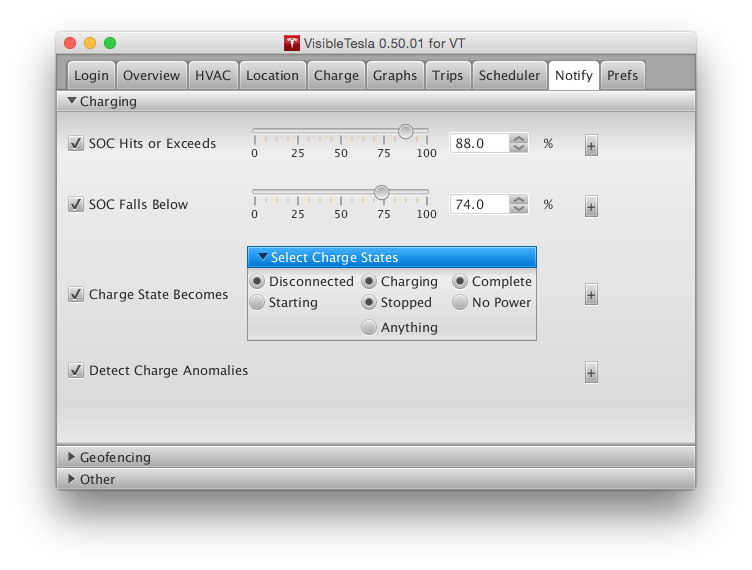 VisibleTesla 0.50.01 for VT
Login Overview HVAC Location Charge Graphs Trips Scheduler Notify Prefs
Charging
SOC Hits or Exceeds 88.0 % +
0 25 50 75 100
SOC Falls Below 74.0 % +
0 25 50 75 100
Select Charge States
Disconnected Charging Complete
Charge State Becomes +
Starting Stopped No Power
Anything
Detect Charge Anomalies +
Geofencing
Other